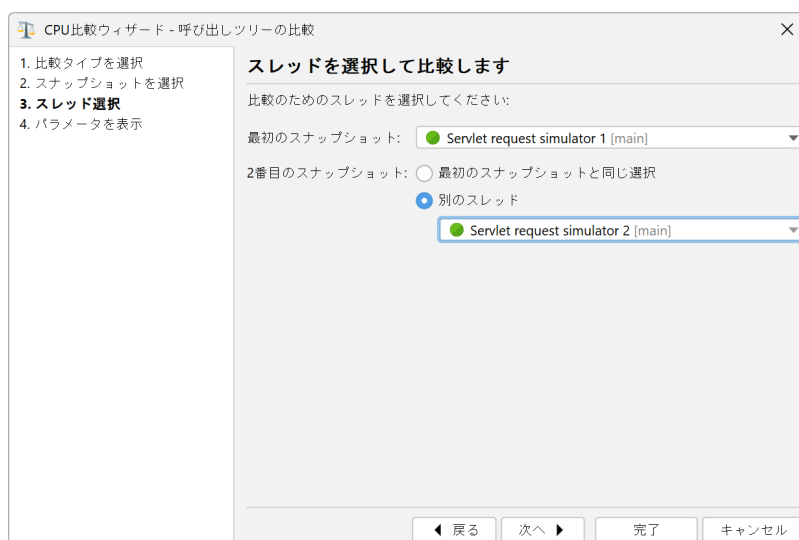 CPU比較ウィザード - 呼び出しツリーの比較
1. 比較タイプを選択
2. スナップショットを選択
3. スレッド選択
4. パラメータを表示
スレッドを選択して比較します
比較のためのスレッドを選択してください:
最初のスナップショット: Servlet request simulator 1 [main]
2番目のスナップショット: 最初のスナップショットと同じ選択
別のスレッド
Servlet request simulator 2 [main]
戻る 次へ 完了 キャンセル